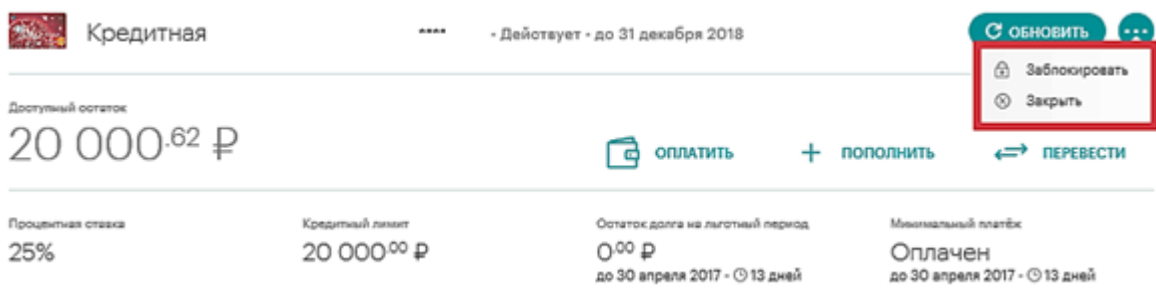 Кредитная
**** • Действует • до 31 декабря 2018
ОБНОВИТЬ
Заблокировать
Закрыть
Доступный остаток
20 000.62 ₽
ОПЛАТИТЬ
ПОПОЛНИТЬ
ПЕРЕВЕСТИ
Процентная ставка
25%
Кредитный лимит
20 000.00 ₽
Остаток долга на льготный период
0.00 ₽
до 30 апреля 2017 • 13 дней
Минимальный платёж
Оплачен
до 30 апреля 2017 • 13 дней